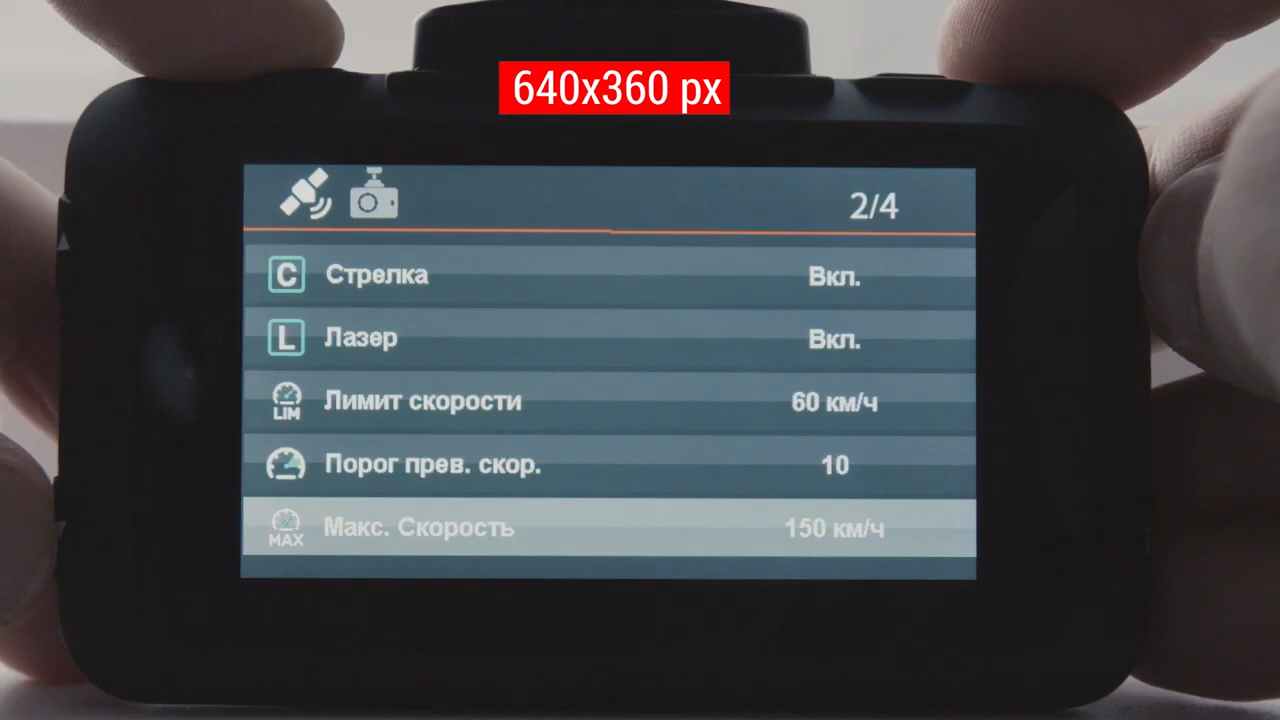 640x360 px
2/4
C Стрелка Вкл.
L Лазер Вкл.
LIM Лимит скорости 60 км/ч
Порог прев. скор. 10
MAX Макс. Скорость 150 км/ч